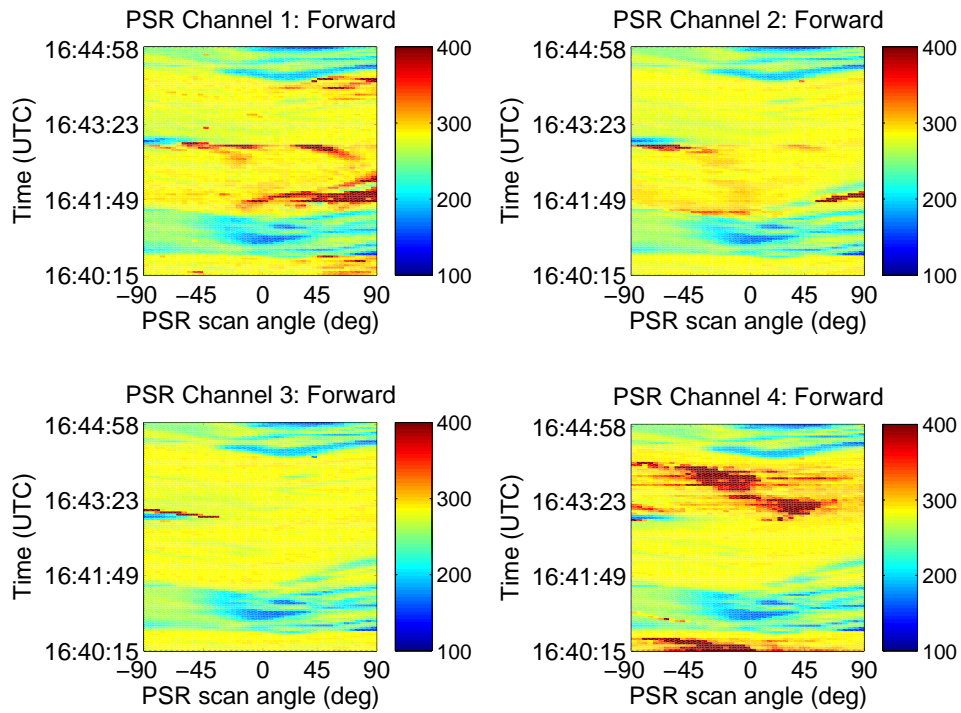 PSR Channel 1: Forward
Time (UTC)
16:44:58
16:43:23
16:41:49
16:40:15
−90 −45 0 45 90
PSR scan angle (deg)
400
300
200
100
PSR Channel 2: Forward
Time (UTC)
16:44:58
16:43:23
16:41:49
16:40:15
−90 −45 0 45 90
PSR scan angle (deg)
400
300
200
100
PSR Channel 3: Forward
Time (UTC)
16:44:58
16:43:23
16:41:49
16:40:15
−90 −45 0 45 90
PSR scan angle (deg)
400
300
200
100
PSR Channel 4: Forward
Time (UTC)
16:44:58
16:43:23
16:41:49
16:40:15
−90 −45 0 45 90
PSR scan angle (deg)
400
300
200
100